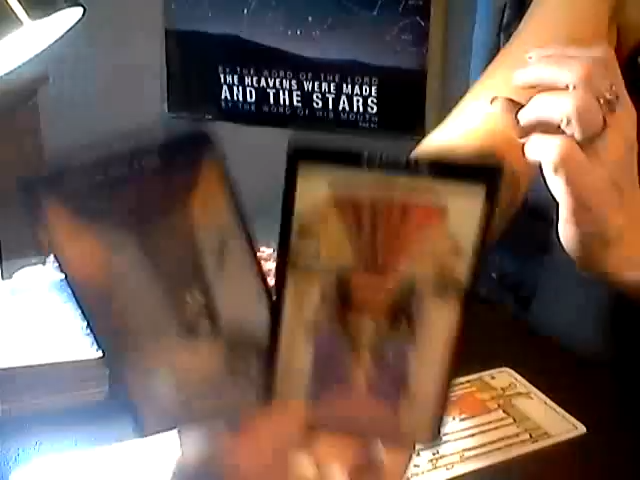 BY THE WORD OF THE LORD
THE HEAVENS WERE MADE
AND THE STARS
BY THE WORD OF HIS MOUTH